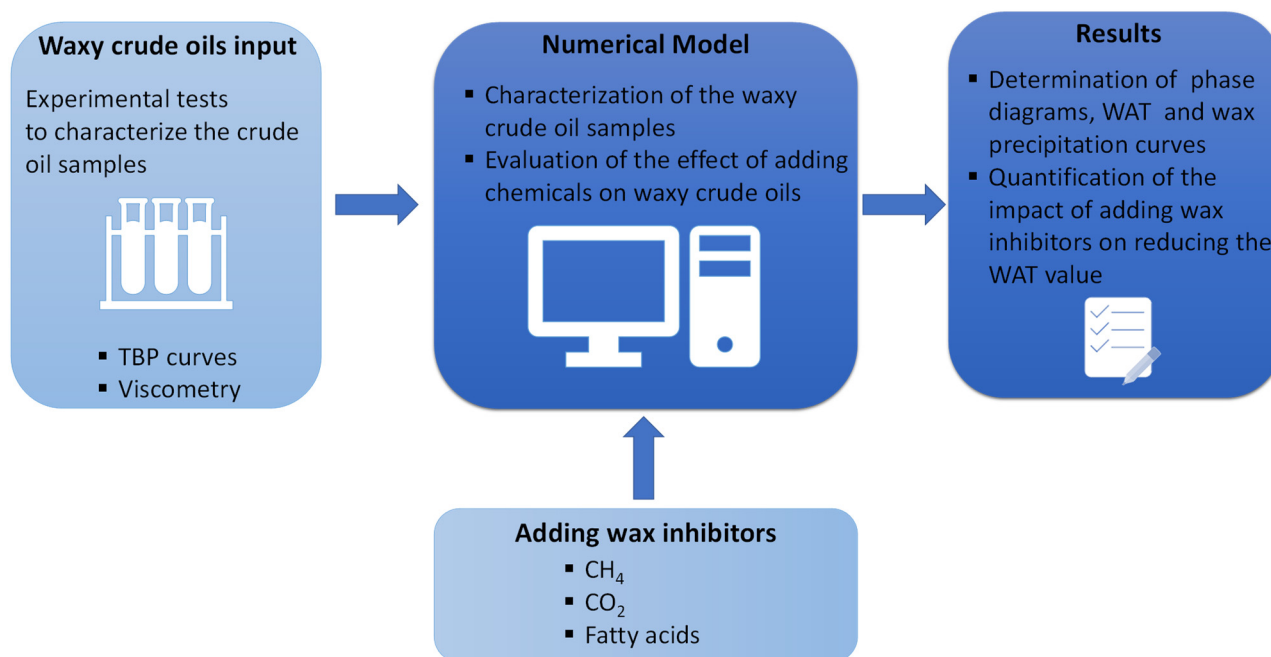 Waxy crude oils input
Experimental tests
to characterize the crude
oil samples
▪ TBP curves
▪ Viscometry
Numerical Model
▪ Characterization of the waxy
crude oil samples
▪ Evaluation of the effect of adding
chemicals on waxy crude oils
Adding wax inhibitors
▪ CH₄
▪ CO₂
▪ Fatty acids
Results
▪ Determination of phase
diagrams, WAT and wax
precipitation curves
▪ Quantification of the
impact of adding wax
inhibitors on reducing the
WAT value